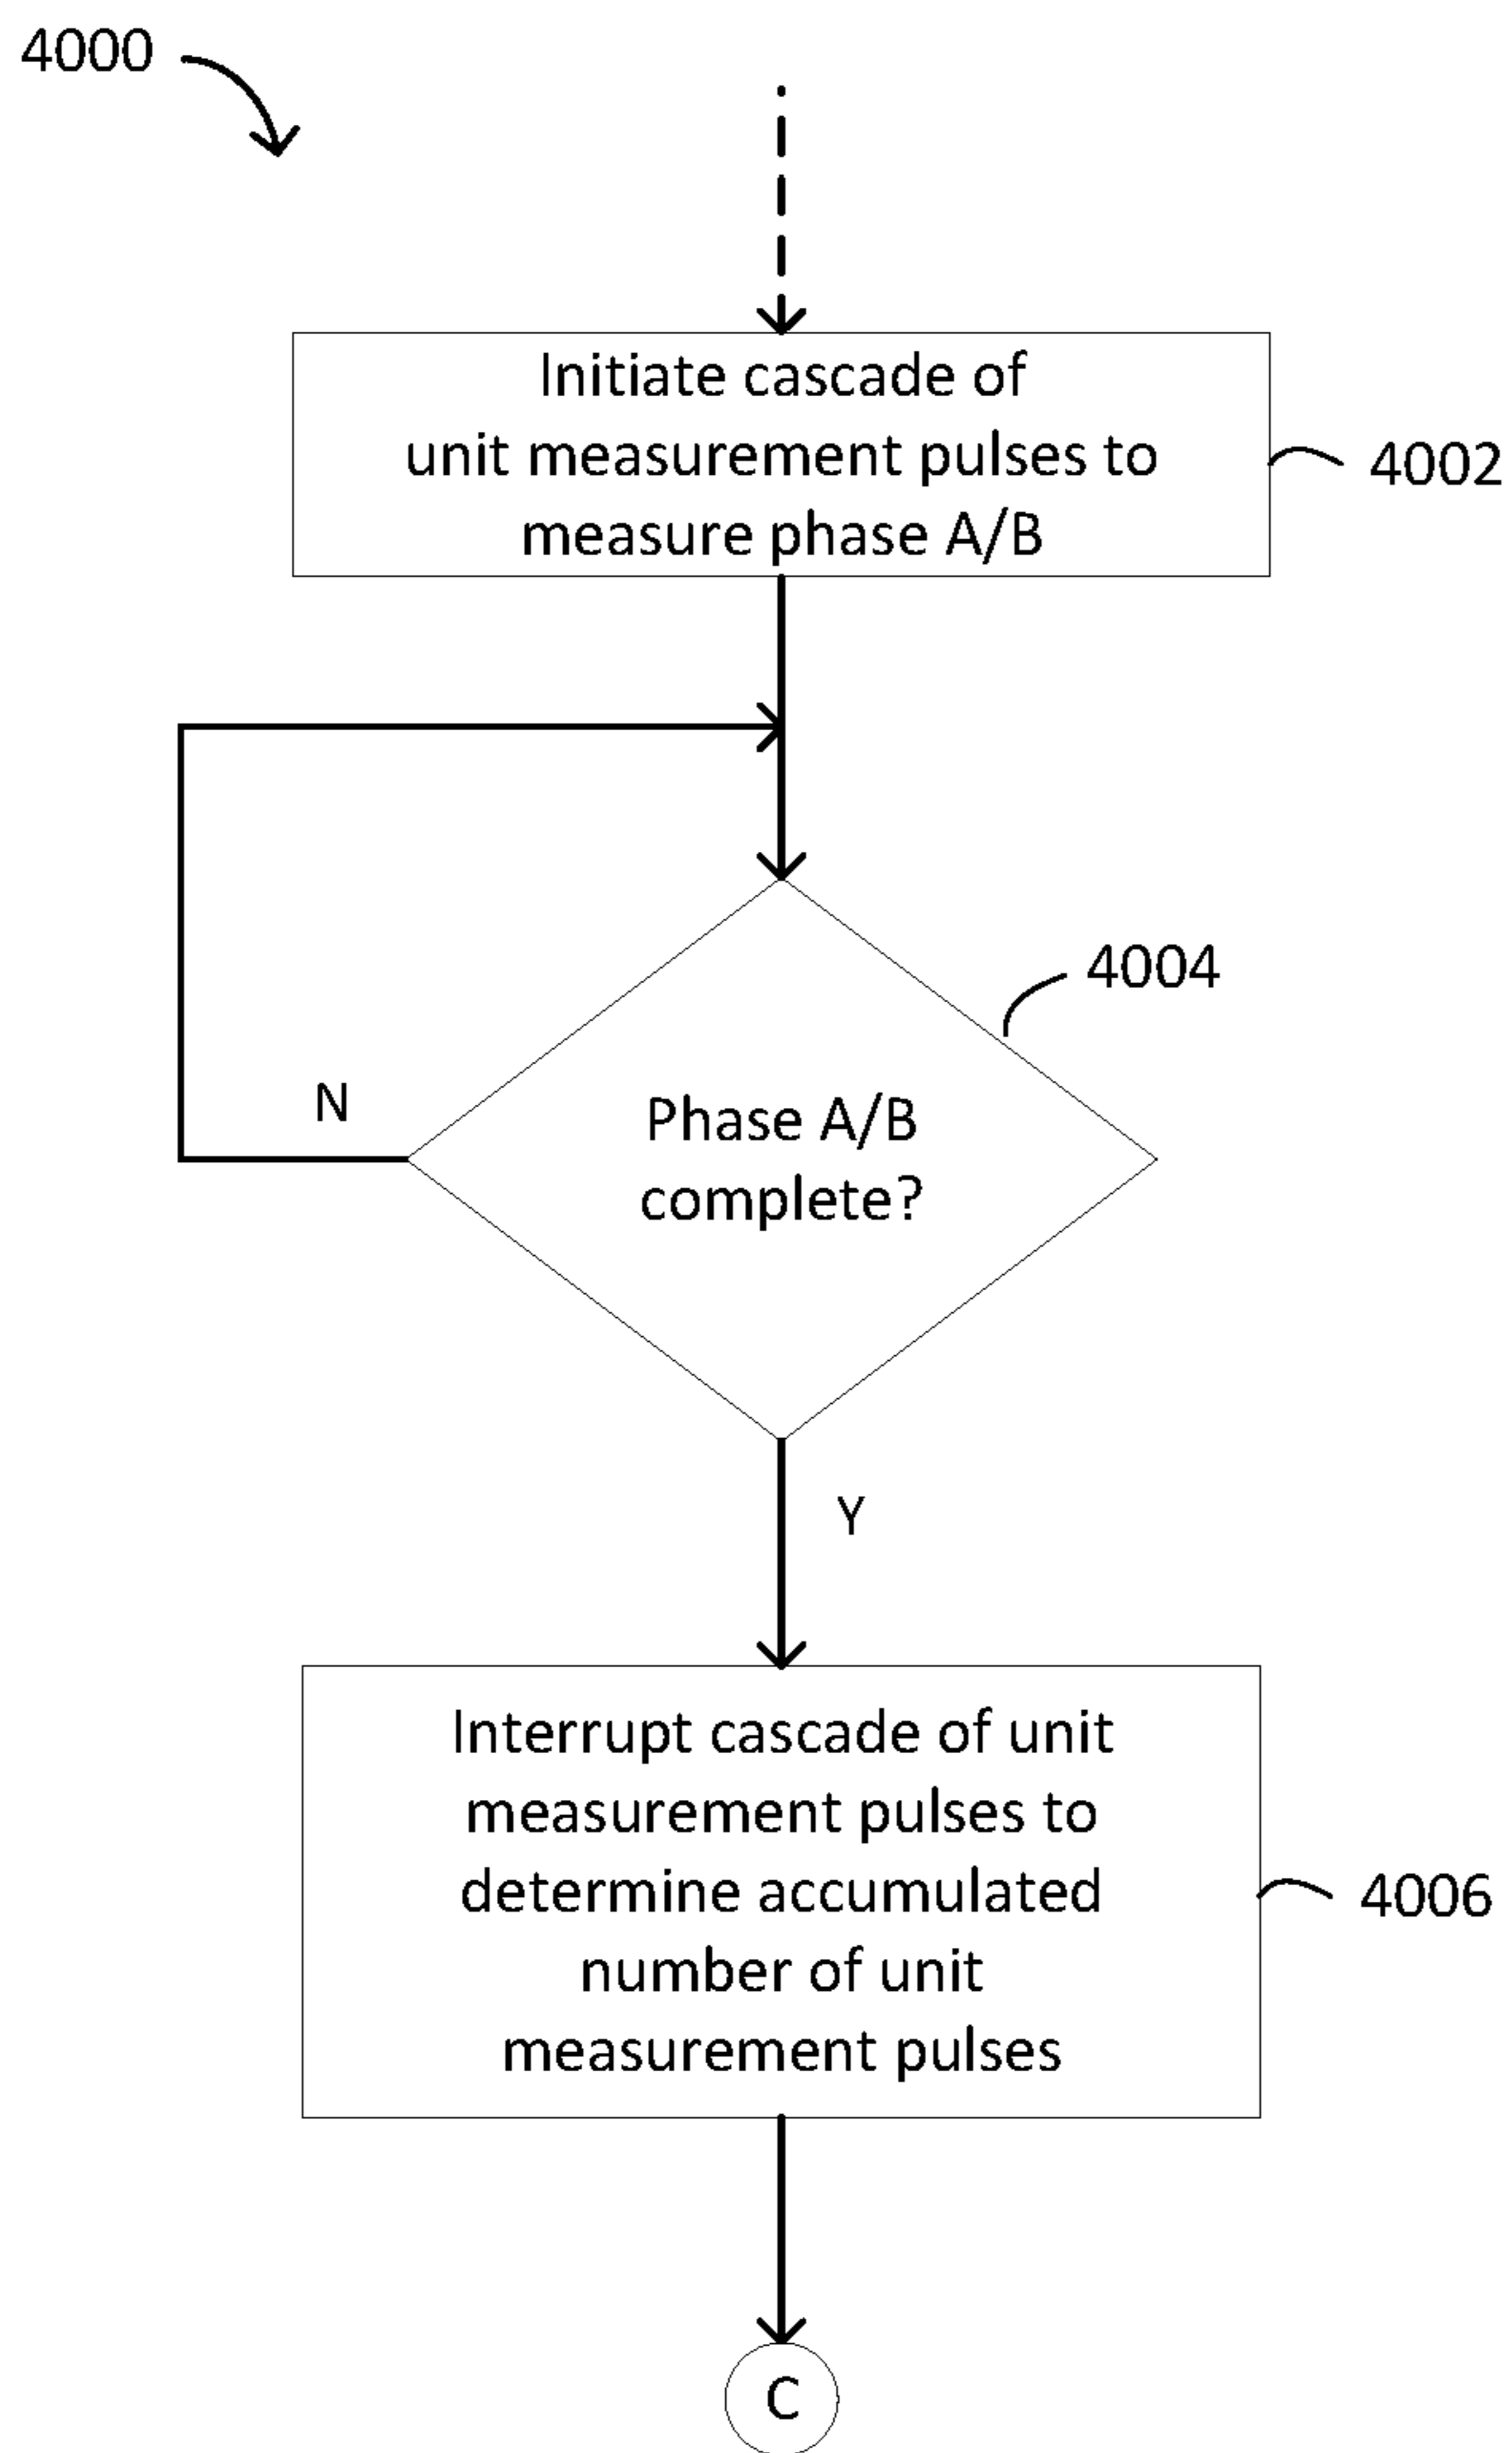 4000
Initiate cascade of
unit measurement pulses to
measure phase A/B
4002
4004
N
Phase A/B
complete?
Y
Interrupt cascade of unit
measurement pulses to
determine accumulated
number of unit
measurement pulses
4006
C